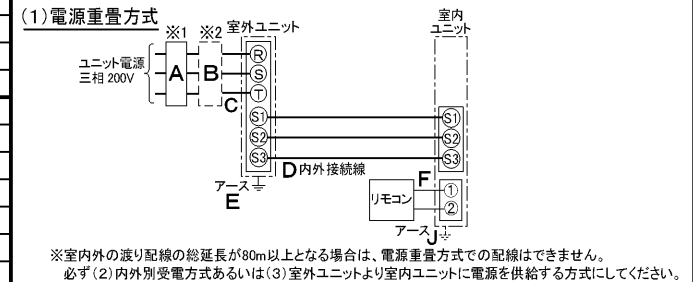 (1)電源重畳方式
※1 ※2 室外ユニット
室内
ユニット
ユニット電源
三相 200V
A B C
R
S
T
S1
S2
S3
S1
S2
S3
D 内外接続線
アース
E
リモコン
F
①
②
アース J
※室内外の渡り配線の総延長が80m以上となる場合は、電源重畳方式での配線はできません。
必ず(2)内外別受電方式あるいは(3)室外ユニットより室内ユニットに電源を供給する方式にしてください。